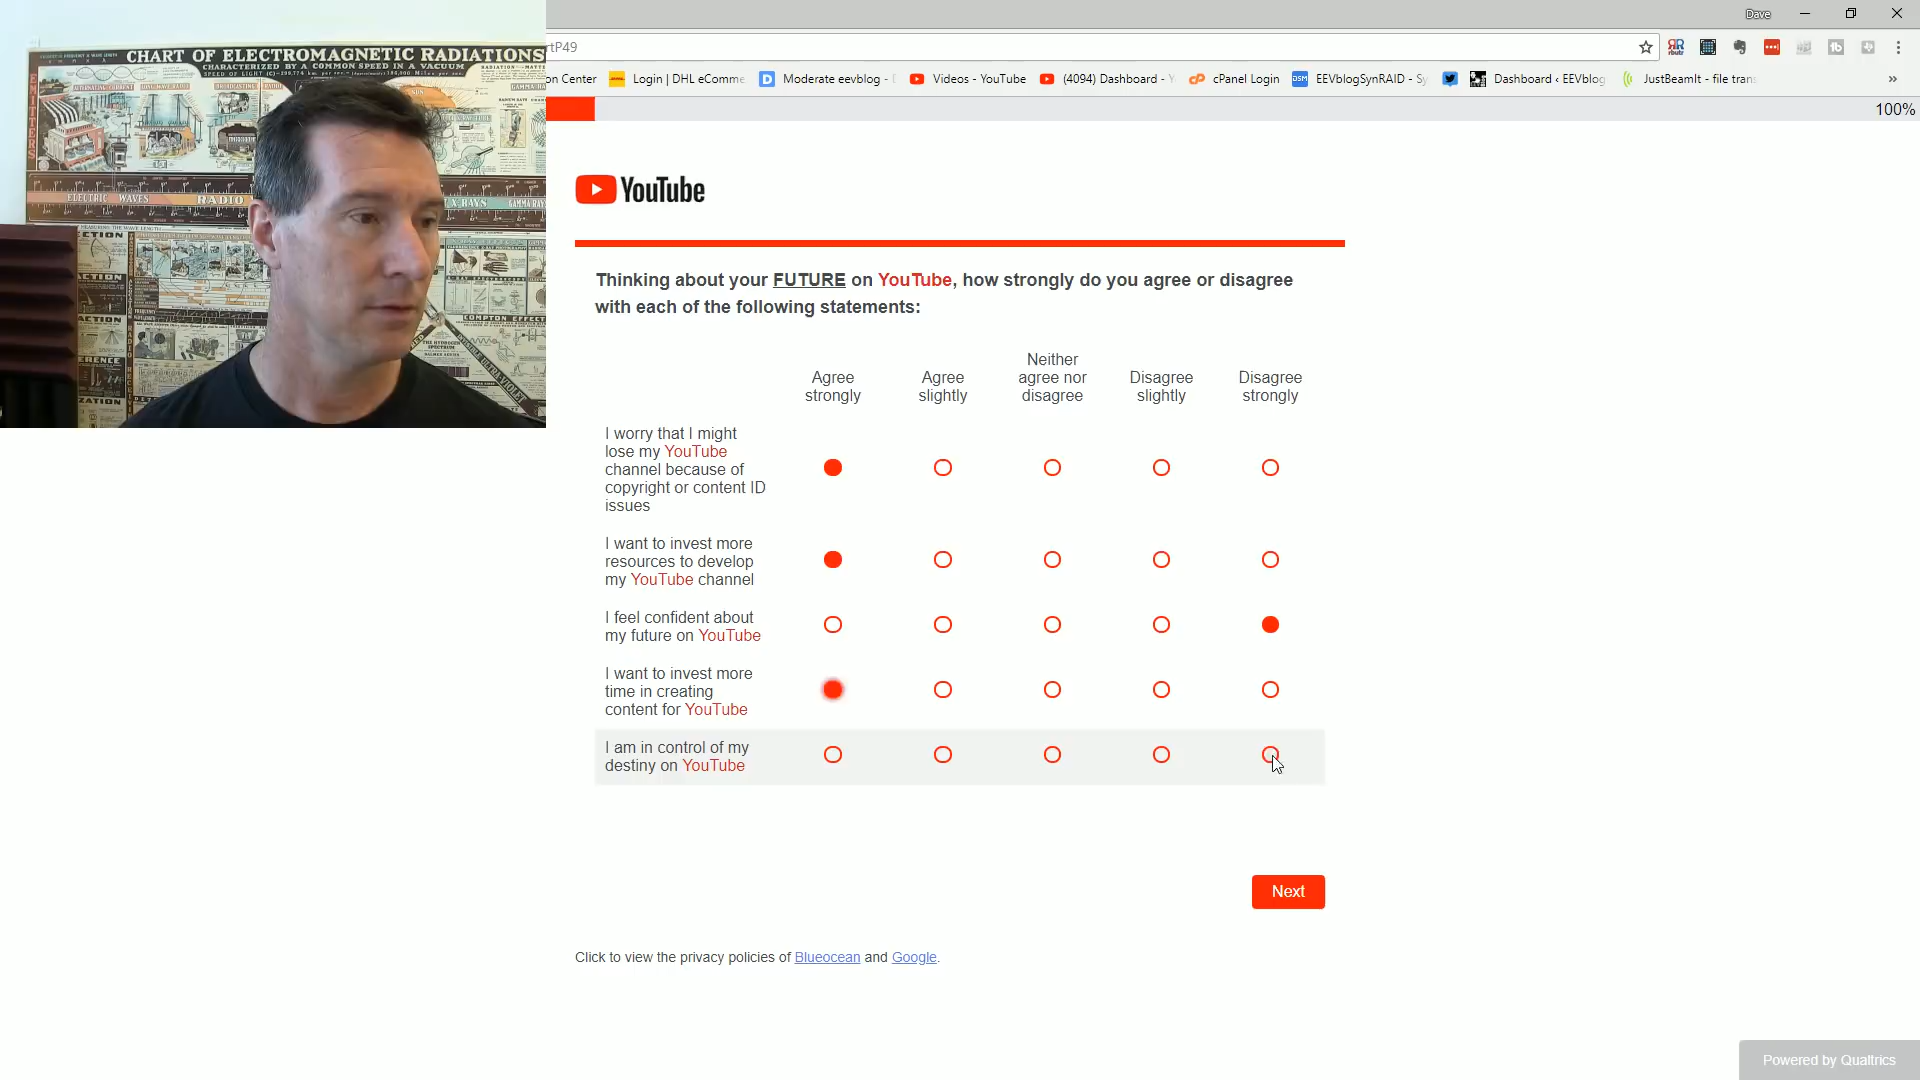 Dave
CHART OF ELECTROMAGNETIC RADIATIONS
CHARACTERIZED BY A COMMON SPEED IN A VACUUM
EMITTERS
ELECTRIC WAVES
RADIO
X RAYS
GAMMA RAYS
COMPTON EFFECT
rtP49
on Center
Login | DHL eComme
Moderate eevblog -
Videos - YouTube
(4094) Dashboard - Y
cPanel Login
EEVblogSynRAID - Sy
Dashboard ‹ EEVblog
JustBeamIt - file trans
»
100%
YouTube
Thinking about your FUTURE on YouTube, how strongly do you agree or disagree
with each of the following statements:
Agree strongly
Agree slightly
Neither agree nor disagree
Disagree slightly
Disagree strongly
I worry that I might
lose my YouTube
channel because of
copyright or content ID
issues
I want to invest more
resources to develop
my YouTube channel
I feel confident about
my future on YouTube
I want to invest more
time in creating
content for YouTube
I am in control of my
destiny on YouTube
Next
Click to view the privacy policies of Blueocean and Google.
Powered by Qualtrics